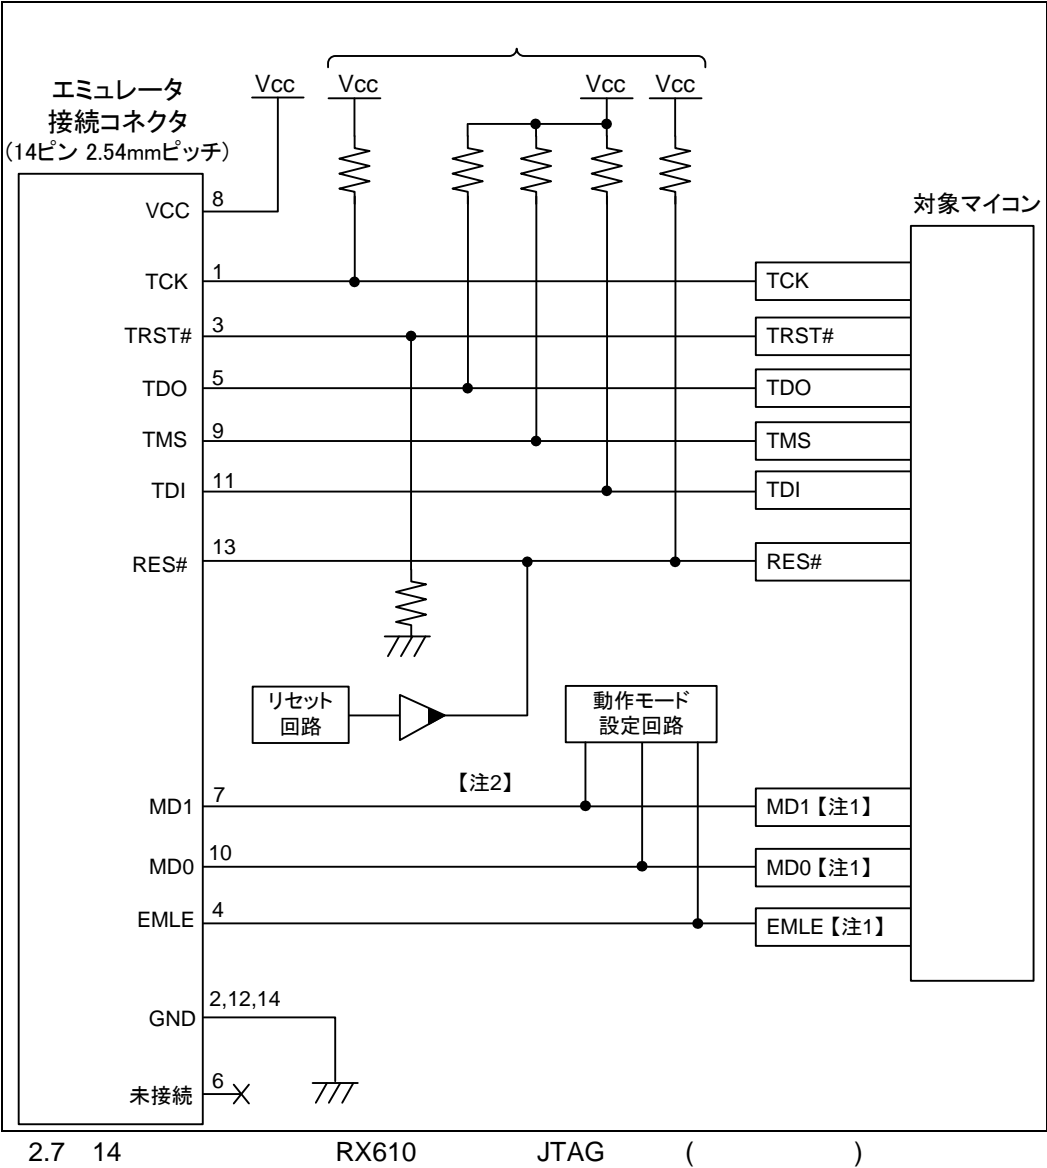 Vcc Vcc Vcc Vcc
エミュレータ
接続コネクタ
(14ピン 2.54mmピッチ)
対象マイコン
VCC 8
TCK 1 TCK
TRST# 3 TRST#
TDO 5 TDO
TMS 9 TMS
TDI 11 TDI
RES# 13 RES#
リセット
回路
動作モード
設定回路
【注2】
MD1 7 MD1【注1】
MD0 10 MD0【注1】
EMLE 4 EMLE【注1】
GND 2,12,14
未接続 6
2.7 14 RX610 JTAG ( )